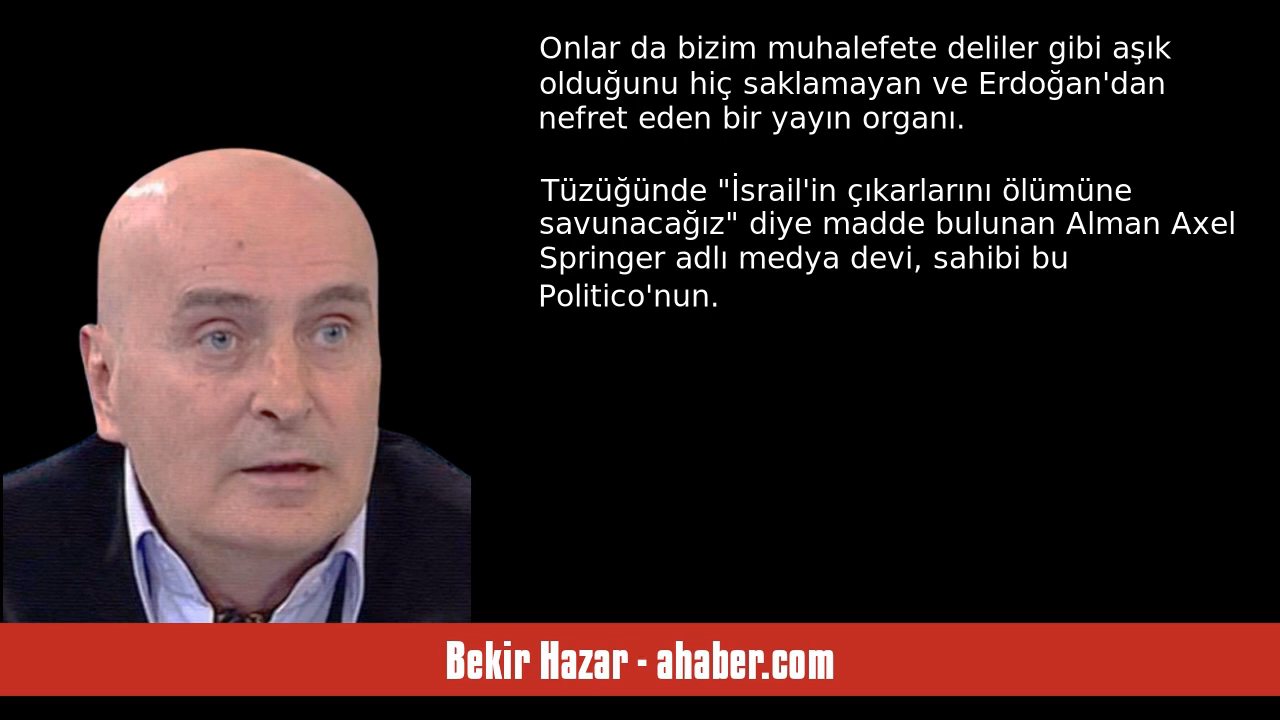 Onlar da bizim muhalefete deliler gibi aşık
olduğunu hiç saklamayan ve Erdoğan'dan
nefret eden bir yayın organı.
Tüzüğünde "İsrail'in çıkarlarını ölümüne
savunacağız" diye madde bulunan Alman Axel
Springer adlı medya devi, sahibi bu
Politico'nun.
Bekir Hazar - ahaber.com